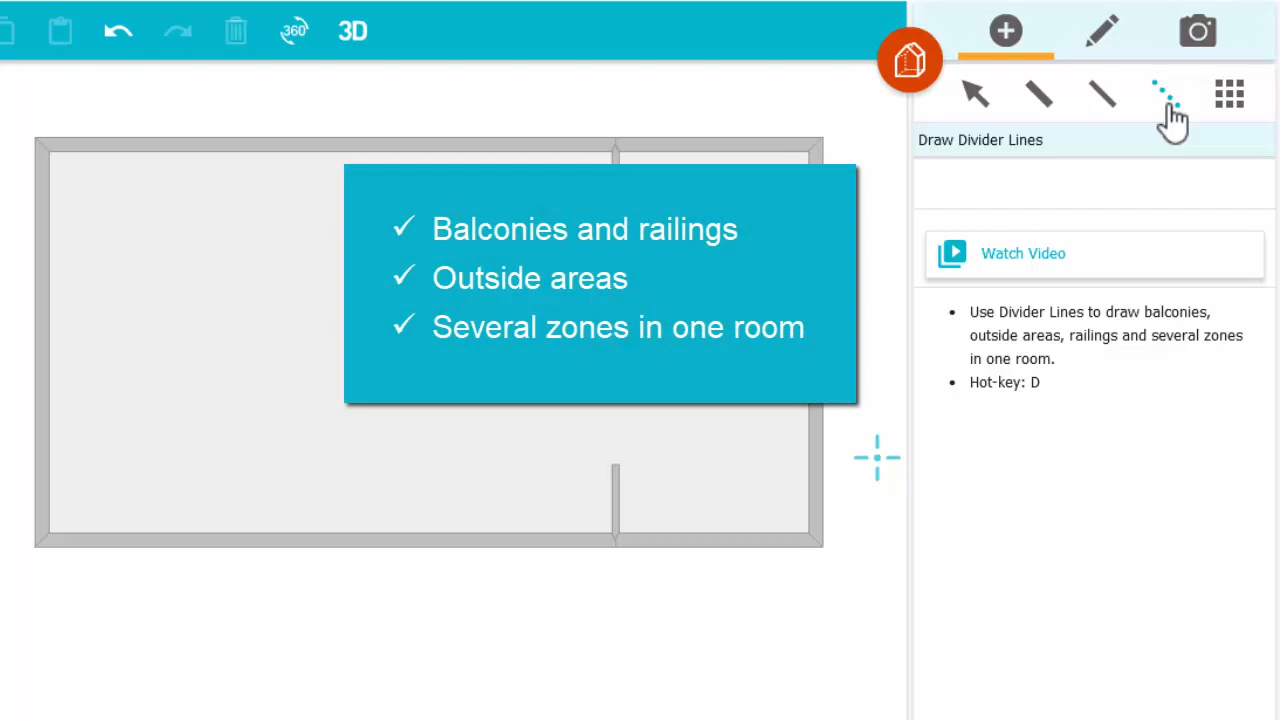 360
3D
Draw Divider Lines
Balconies and railings
Outside areas
Several zones in one room
Watch Video
Use Divider Lines to draw balconies,
outside areas, railings and several zones
in one room.
Hot-key: D